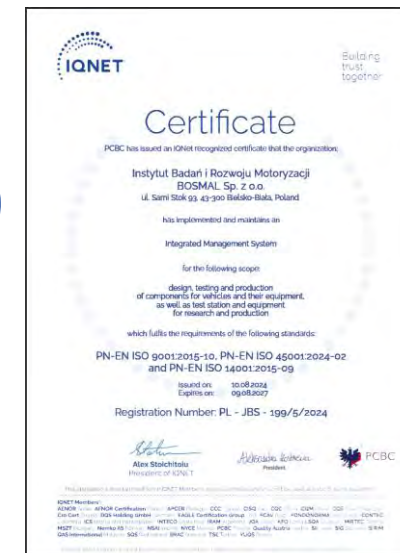 IQNET
Building
trust
together
Certificate
PCBC has issued an IQNet recognized certificate that the organization:
Instytut Badań i Rozwoju Motoryzacji
BOSMAL Sp. z o.o.
ul. Sarni Stok 93, 43-300 Bielsko-Biała, Poland
has implemented and maintains an
Integrated Management System
for the following scope:
design, testing and production
of components for vehicles and their equipment,
as well as test station and equipment
for research and production
which fulfils the requirements of the following standards:
PN-EN ISO 9001:2015-10, PN-EN ISO 45001:2024-02
and PN-EN ISO 14001:2015-09
Issued on: 10.08.2024
Expires on: 09.08.2027
Registration Number: PL - JBS - 199/5/2024
Alex Stoichitoiu
President of IQNET
President
PCBC
IQNET Members: